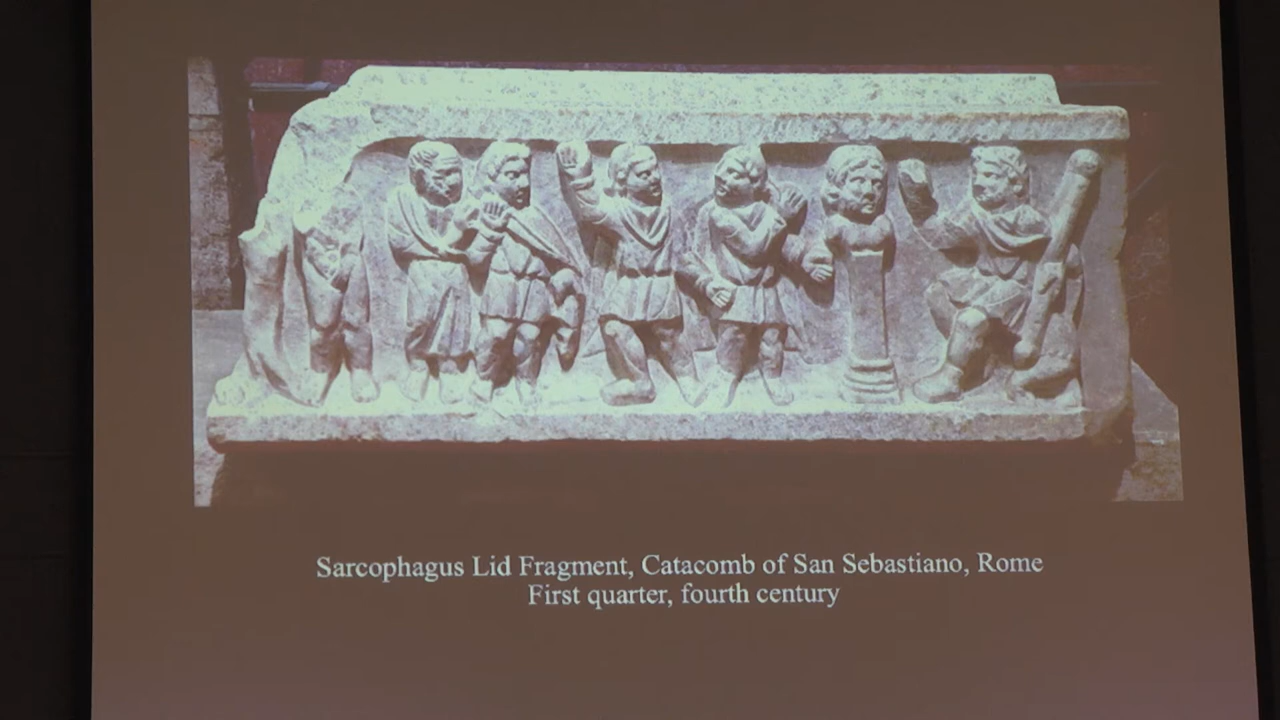 Sarcophagus Lid Fragment, Catacomb of San Sebastiano, Rome
First quarter, fourth century